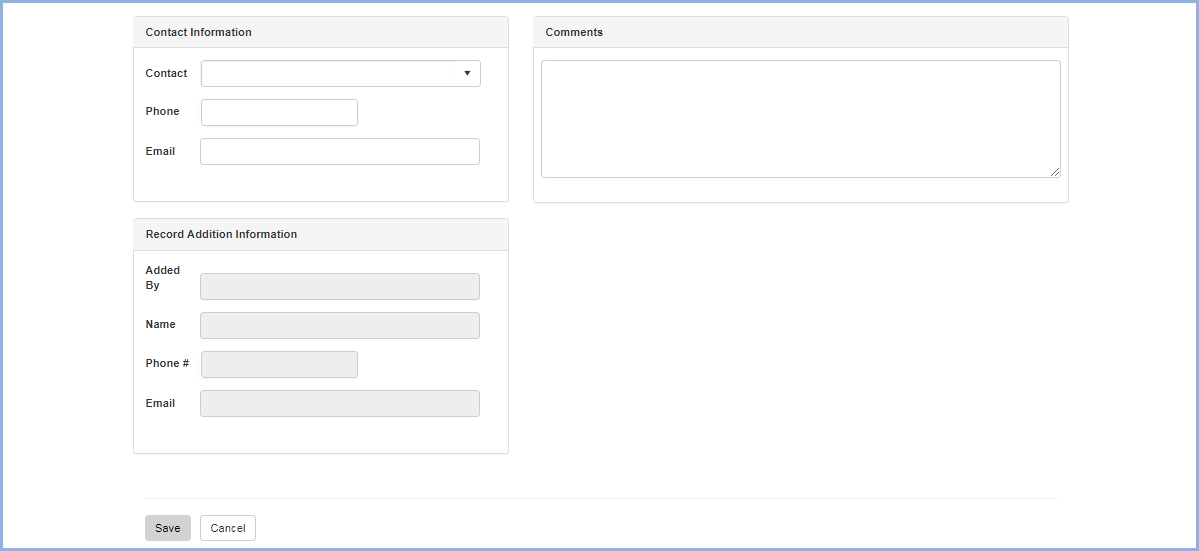 Contact Information
Contact
Phone
Email
Comments
Record Addition Information
Added
By
Name
Phone #
Email
Save Cancel